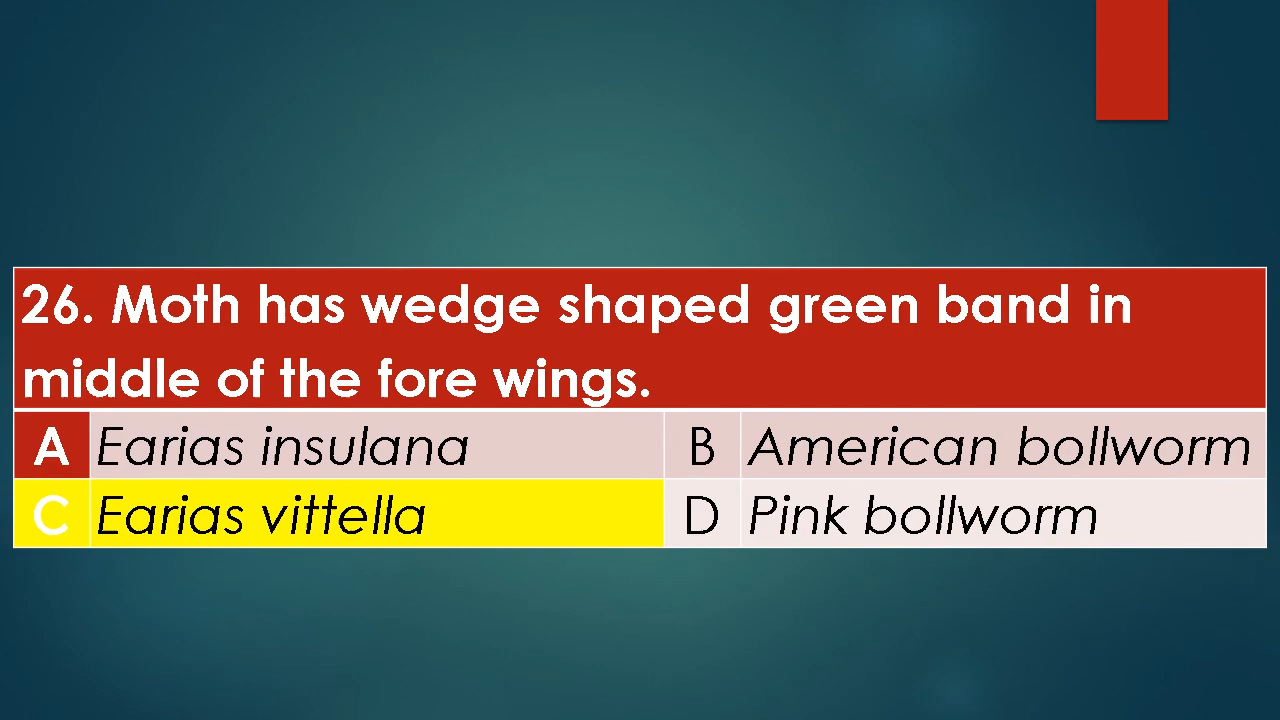 26. Moth has wedge shaped green band in
middle of the fore wings.
A Earias insulana B American bollworm
C Earias vittella D Pink bollworm